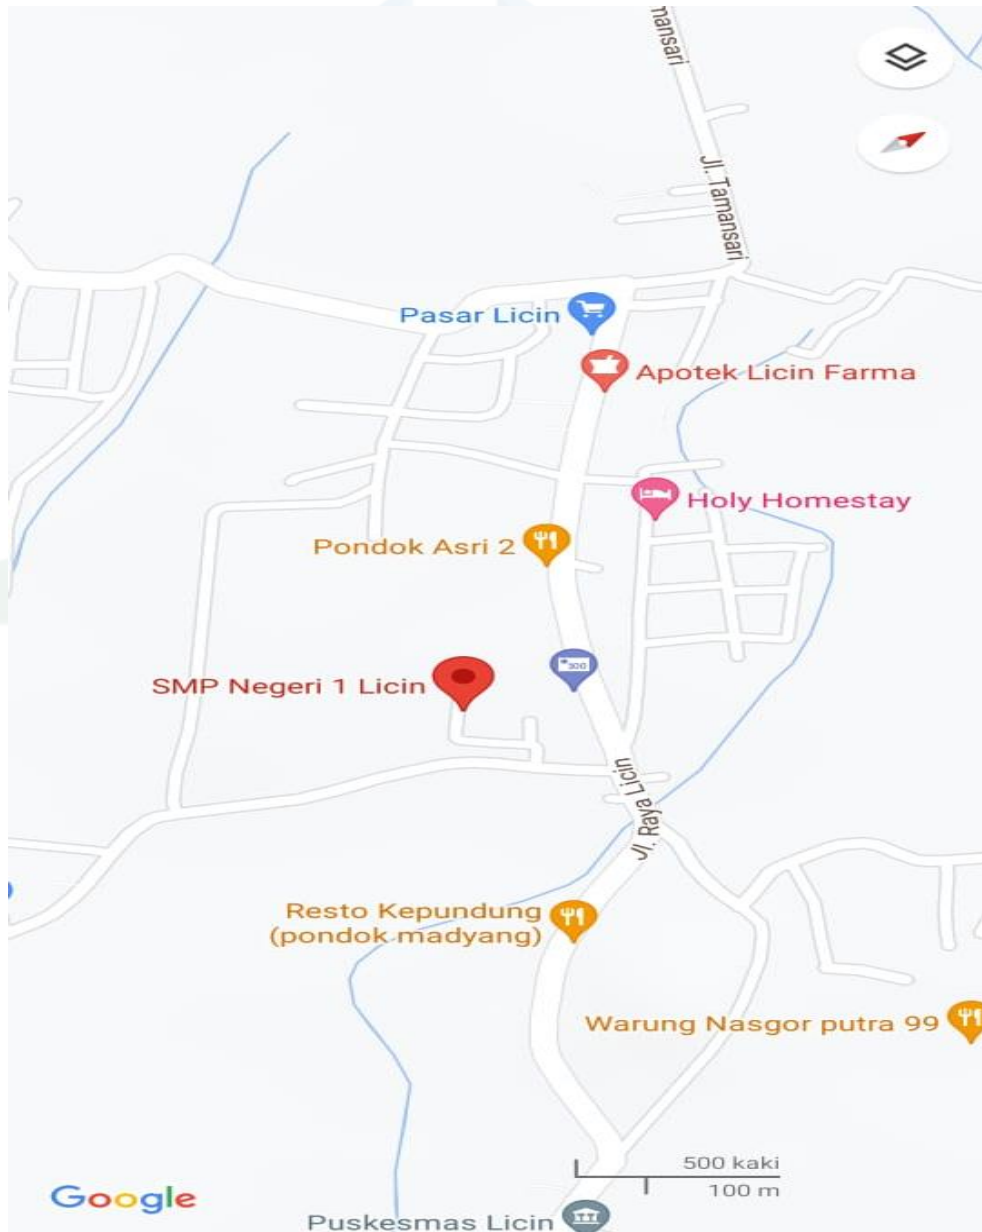 mansari
Jl. Tamansari
Pasar Licin
Apotek Licin Farma
Holy Homestay
Pondok Asri 2
SMP Negeri 1 Licin
Jl. Raya Licin
Resto Kepundung
(pondok madyang)
Warung Nasgor putra 99
500 kaki
100 m
Google
Puskesmas Licin